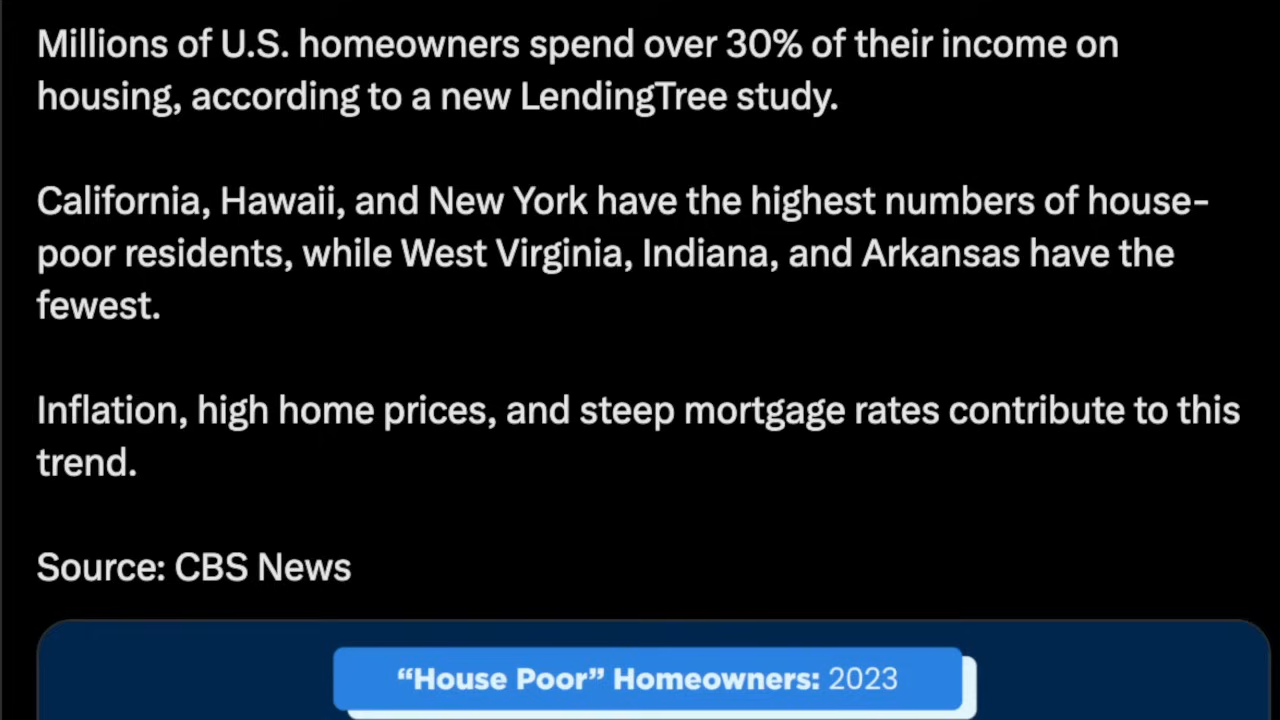 Millions of U.S. homeowners spend over 30% of their income on
housing, according to a new LendingTree study.
California, Hawaii, and New York have the highest numbers of house-
poor residents, while West Virginia, Indiana, and Arkansas have the
fewest.
Inflation, high home prices, and steep mortgage rates contribute to this
trend.
Source: CBS News
“House Poor” Homeowners: 2023